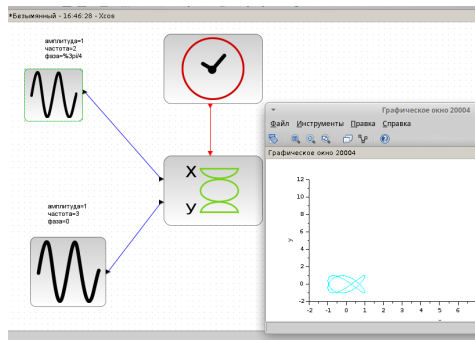 *Безымянный - 16:46:28 - Xcos
амплитуда=1
частота=2
фаза=%3pi/4
X
У
амплитуда=1
частота=3
фаза=0
Графическое окно 20004
Файл Инструменты Правка Справка
Графическое окно 20004
12
10
8
6
4
2
0
-2
y
-2 -1 0 1 2 3 4 5 6